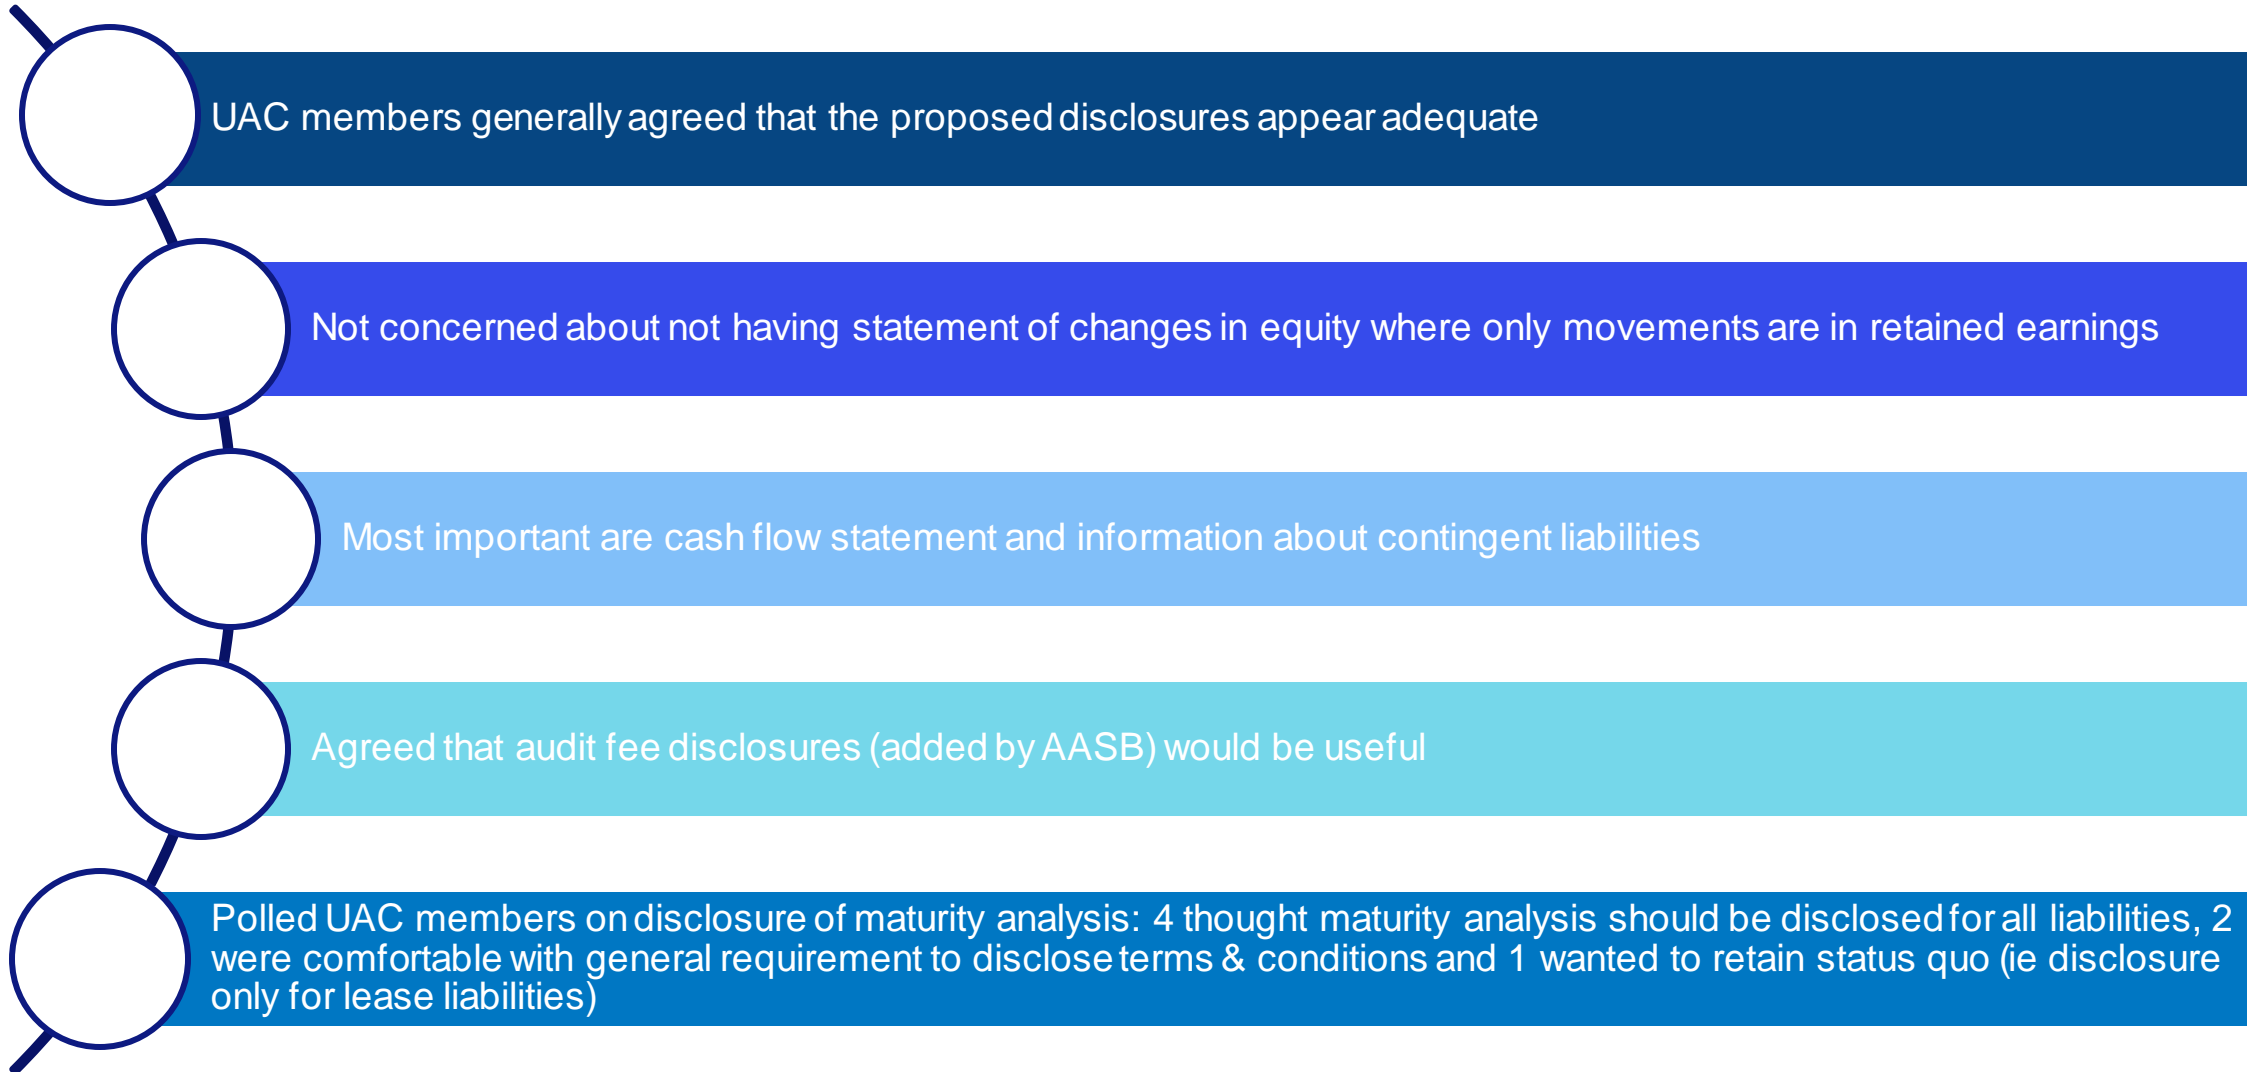 UAC members generally agreed that the proposed disclosures appear adequate
Not concerned about not having statement of changes in equity where only movements are in retained earnings
Most important are cash flow statement and information about contingent liabilities
Agreed that audit fee disclosures (added by AASB) would be useful
Polled UAC members on disclosure of maturity analysis: 4 thought maturity analysis should be disclosed for all liabilities, 2
were comfortable with general requirement to disclose terms & conditions and 1 wanted to retain status quo (ie disclosure
only for lease liabilities)